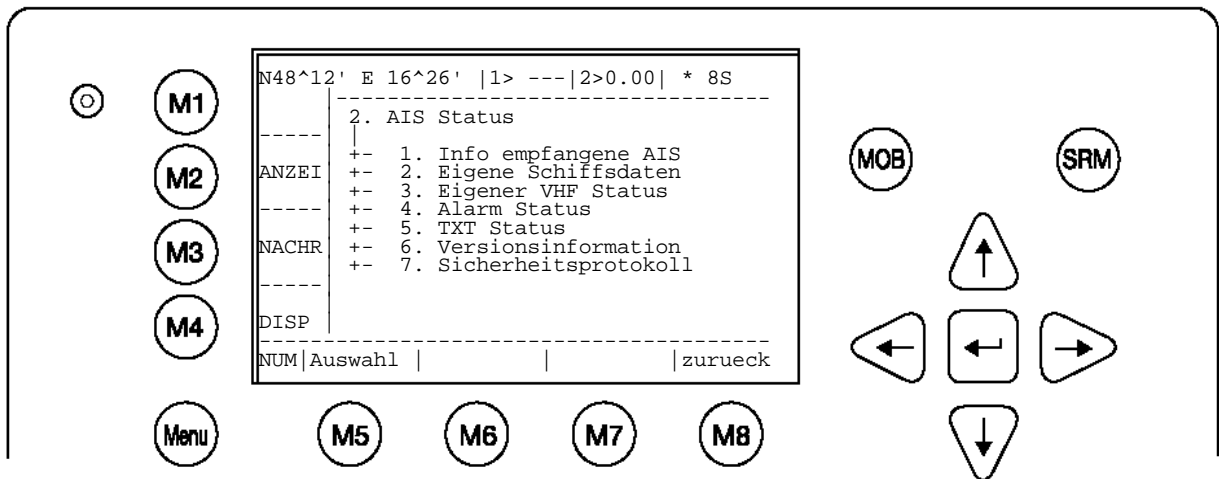 N48^12' E 16^26' |1> ---|2>0.00| * 8S
M1
2. AIS Status
-----
+- 1. Info empfangene AIS
ANZEI +- 2. Eigene Schiffsdaten
M2
+- 3. Eigener VHF Status
----- +- 4. Alarm Status
+- 5. TXT Status
NACHR +- 6. Versionsinformation
M3
+- 7. Sicherheitsprotokoll
-----
DISP
M4
NUM|Auswahl | | |zurueck
MOB SRM
Menu M5 M6 M7 M8